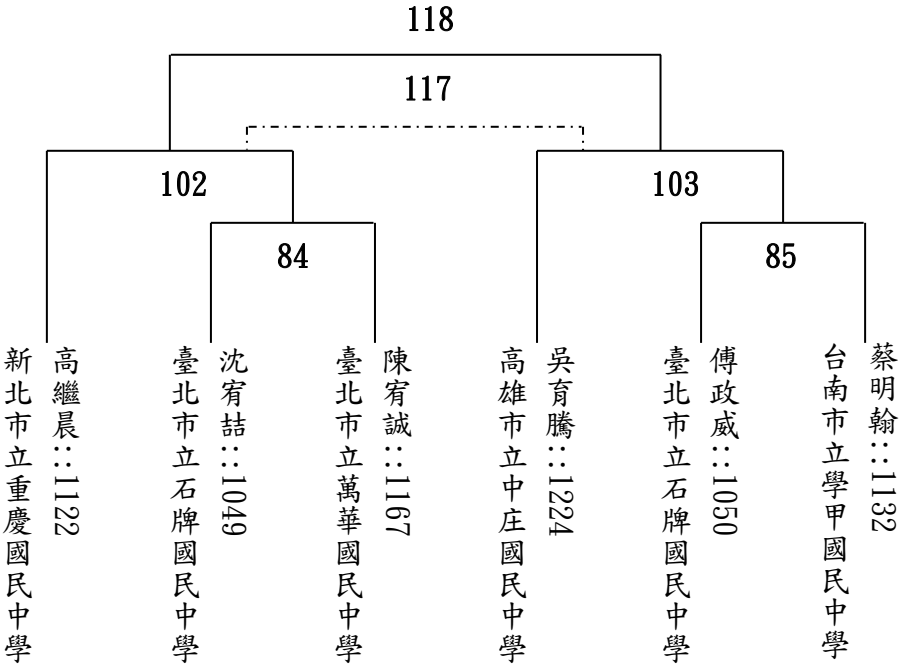 118
117
102
103
84
85
新北市立重慶國民中學
高繼晨::1122
臺北市立石牌國民中學
沈宥喆::1049
臺北市立萬華國民中學
陳宥誠::1167
高雄市立中庄國民中學
吳育騰::1224
臺北市立石牌國民中學
傅政威::1050
台南市立學甲國民中學
蔡明翰::1132